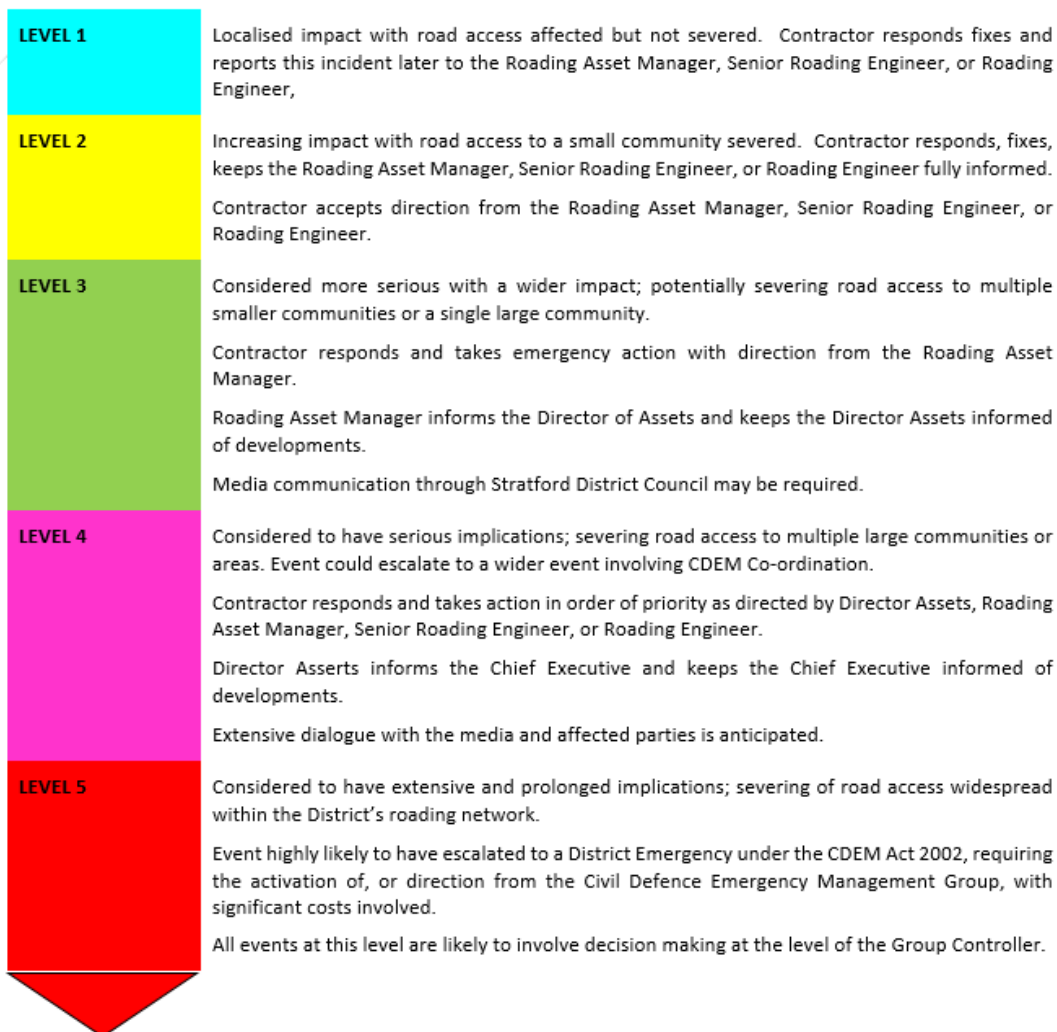 LEVEL 1
Localised impact with road access affected but not severed. Contractor responds fixes and
reports this incident later to the Roading Asset Manager, Senior Roading Engineer, or Roading
Engineer,
LEVEL 2
Increasing impact with road access to a small community severed. Contractor responds, fixes,
keeps the Roading Asset Manager, Senior Roading Engineer, or Roading Engineer fully informed.
Contractor accepts direction from the Roading Asset Manager, Senior Roading Engineer, or
Roading Engineer.
LEVEL 3
Considered more serious with a wider impact; potentially severing road access to multiple
smaller communities or a single large community.
Contractor responds and takes emergency action with direction from the Roading Asset
Manager.
Roading Asset Manager informs the Director of Assets and keeps the Director Assets informed
of developments.
Media communication through Stratford District Council may be required.
LEVEL 4
Considered to have serious implications; severing road access to multiple large communities or
areas. Event could escalate to a wider event involving CDEM Co-ordination.
Contractor responds and takes action in order of priority as directed by Director Assets, Roading
Asset Manager, Senior Roading Engineer, or Roading Engineer.
Director Asserts informs the Chief Executive and keeps the Chief Executive informed of
developments.
Extensive dialogue with the media and affected parties is anticipated.
LEVEL 5
Considered to have extensive and prolonged implications; severing of road access widespread
within the District's roading network.
Event highly likely to have escalated to a District Emergency under the CDEM Act 2002, requiring
the activation of, or direction from the Civil Defence Emergency Management Group, with
significant costs involved.
All events at this level are likely to involve decision making at the level of the Group Controller.